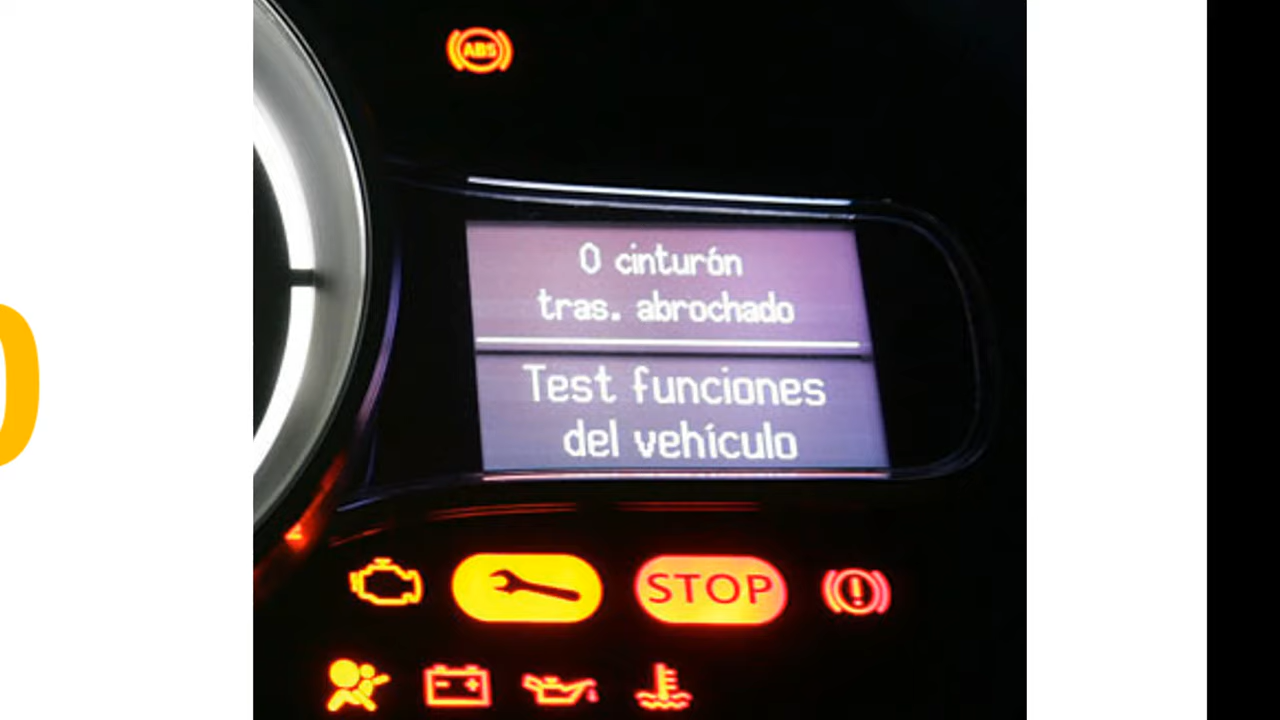 ABS
0 cinturón
tras. abrochado
Test funciones
del vehículo
STOP